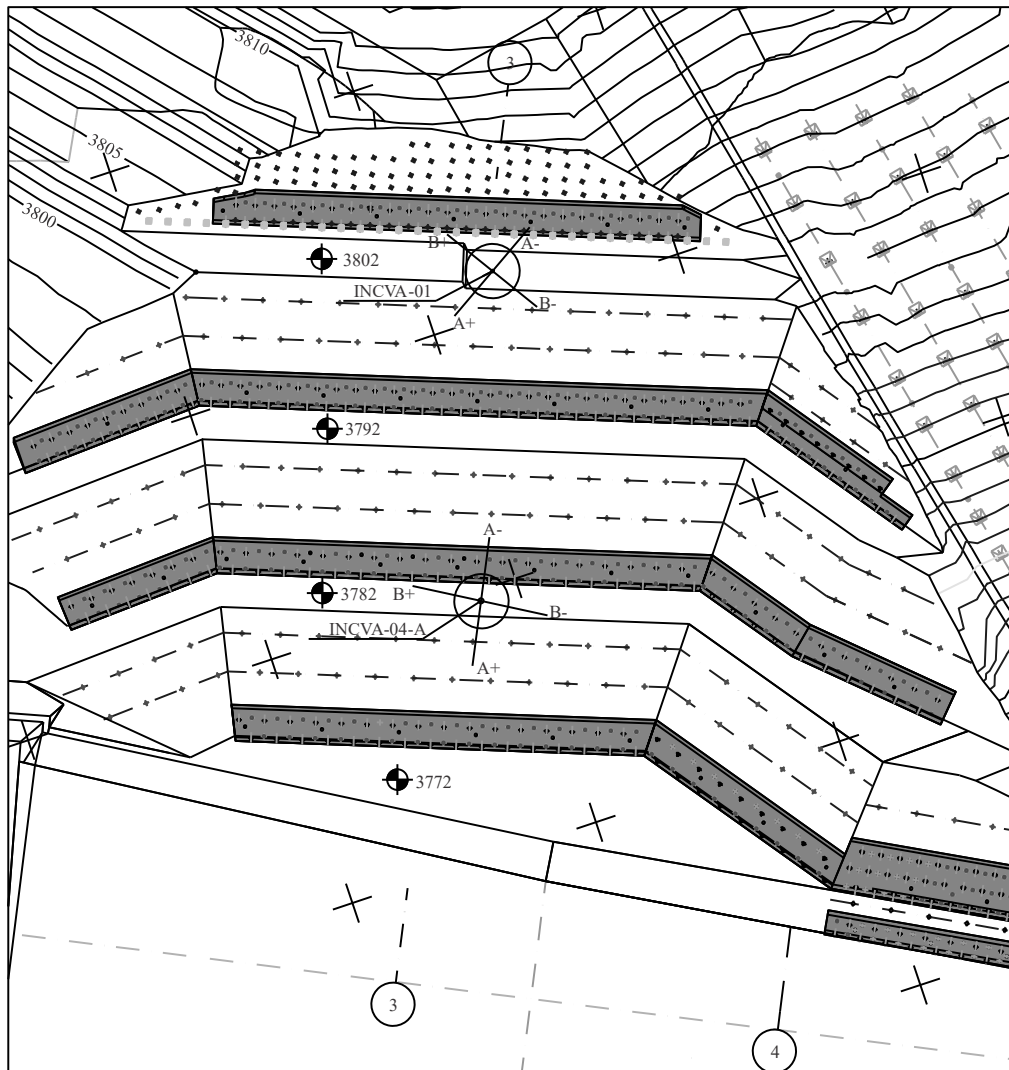 3810
3
3805
3800
B+
A-
3802
INCVA-01
B-
A+
3792
A-
3782
B+
B-
INCVA-04-A
A+
3772
3
4